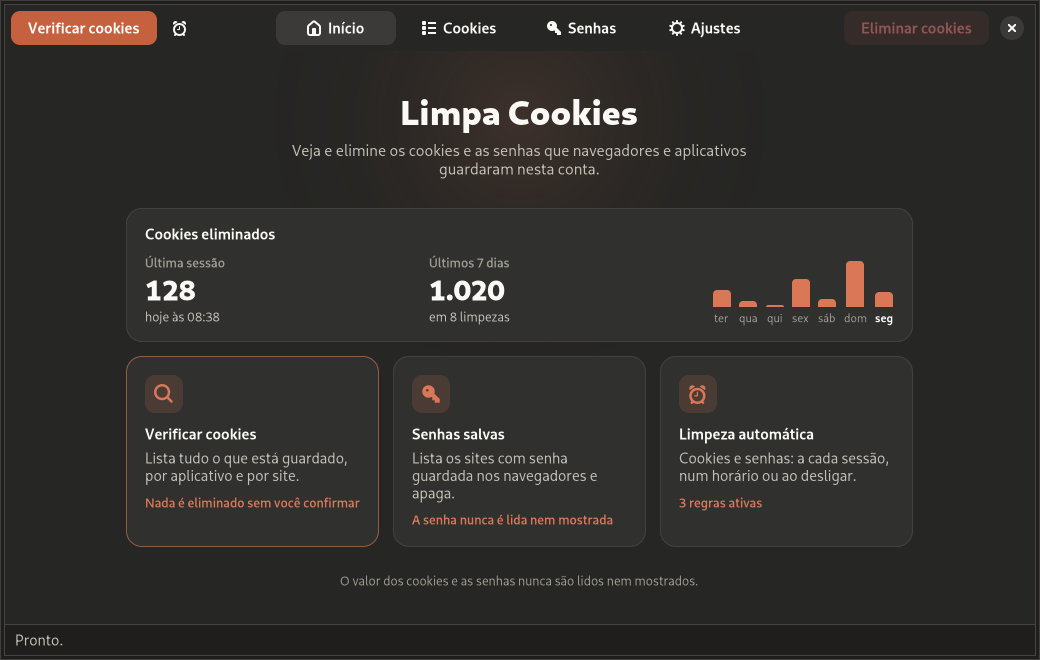 Verificar cookies
Início
Cookies
Senhas
Ajustes
Eliminar cookies
Limpa Cookies
Veja e elimine os cookies e as senhas que navegadores e aplicativos
guardaram nesta conta.
Cookies eliminados
Última sessão
128
hoje às 08:38
Últimos 7 dias
1.020
em 8 limpezas
ter qua qui sex sáb dom seg
Verificar cookies
Lista tudo o que está guardado,
por aplicativo e por site.
Nada é eliminado sem você confirmar
Senhas salvas
Lista os sites com senha
guardada nos navegadores e
apaga.
A senha nunca é lida nem mostrada
Limpeza automática
Cookies e senhas: a cada sessão,
num horário ou ao desligar.
3 regras ativas
O valor dos cookies e as senhas nunca são lidos nem mostrados.
Pronto.